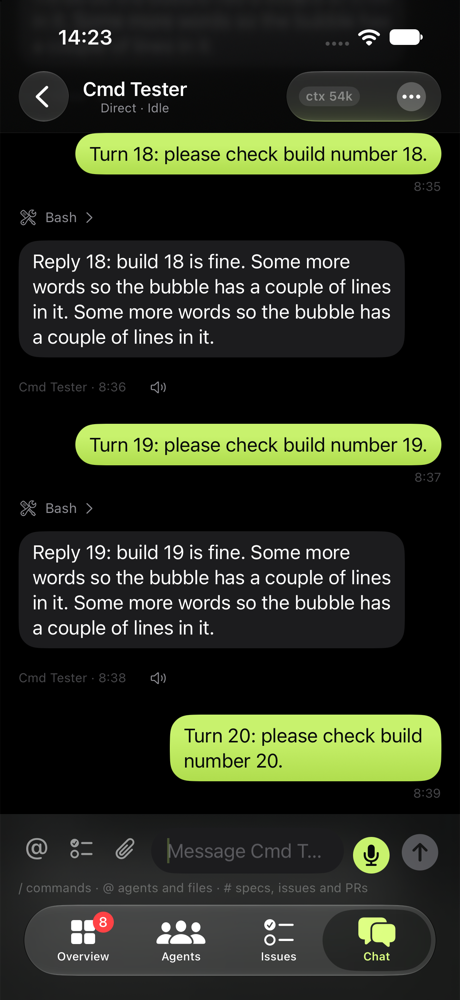 14:23
Cmd Tester
Direct · Idle
ctx 54k
Turn 18: please check build number 18.
8:35
Bash
Reply 18: build 18 is fine. Some more
words so the bubble has a couple of lines
in it. Some more words so the bubble has
a couple of lines in it.
Cmd Tester · 8:36
Turn 19: please check build number 19.
8:37
Bash
Reply 19: build 19 is fine. Some more
words so the bubble has a couple of lines
in it. Some more words so the bubble has
a couple of lines in it.
Cmd Tester · 8:38
Turn 20: please check build
number 20.
8:39
Message Cmd T...
/ commands · @ agents and files · # specs, issues and PRs
8
Overview
Agents
Issues
Chat